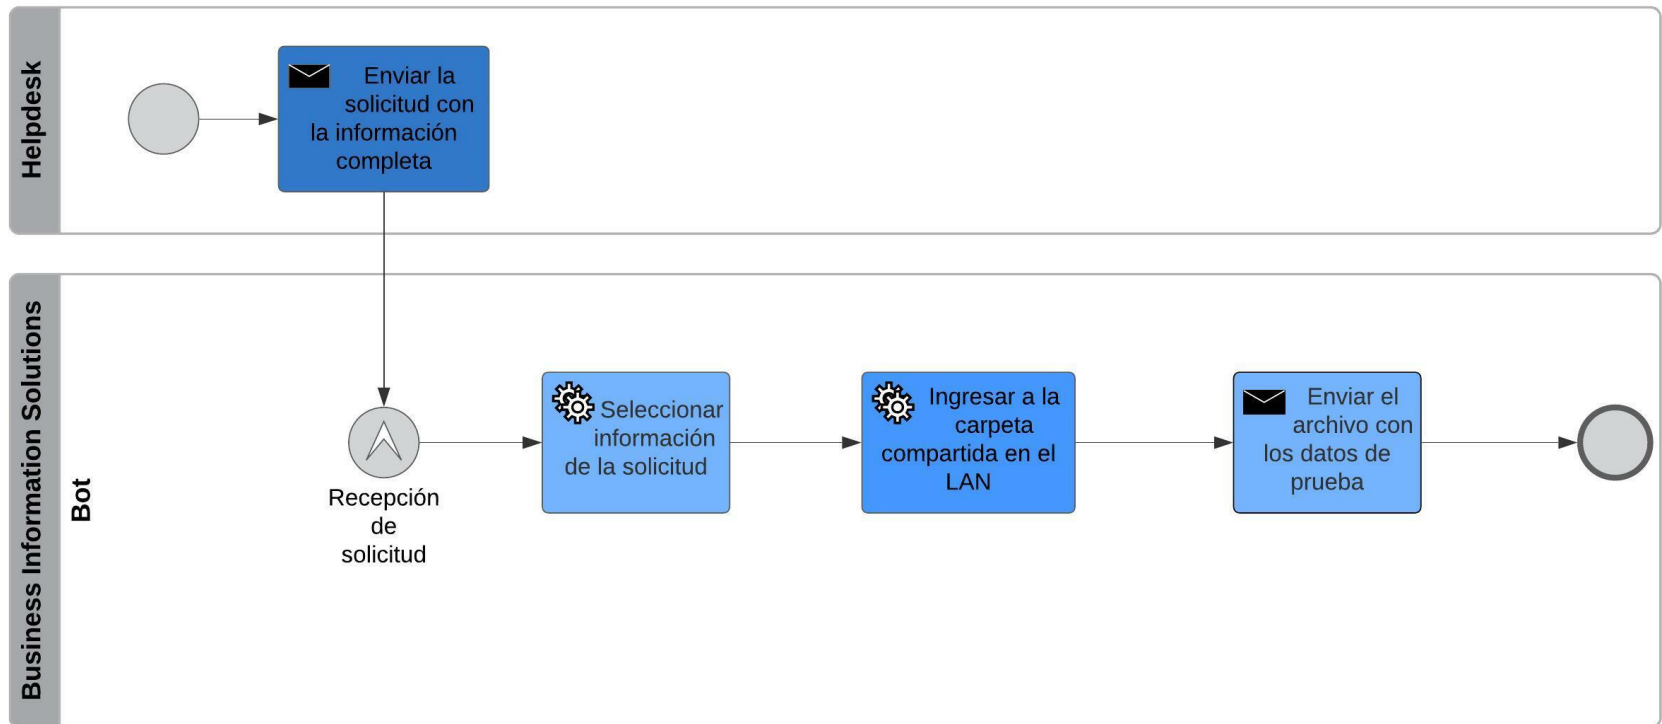 Helpdesk
Enviar la
solicitud con
la información
completa
Business Information Solutions
Bot
Recepción
de
solicitud
Seleccionar
información
de la solicitud
Ingresar a la
carpeta
compartida en el
LAN
Enviar el
archivo con
los datos de
prueba